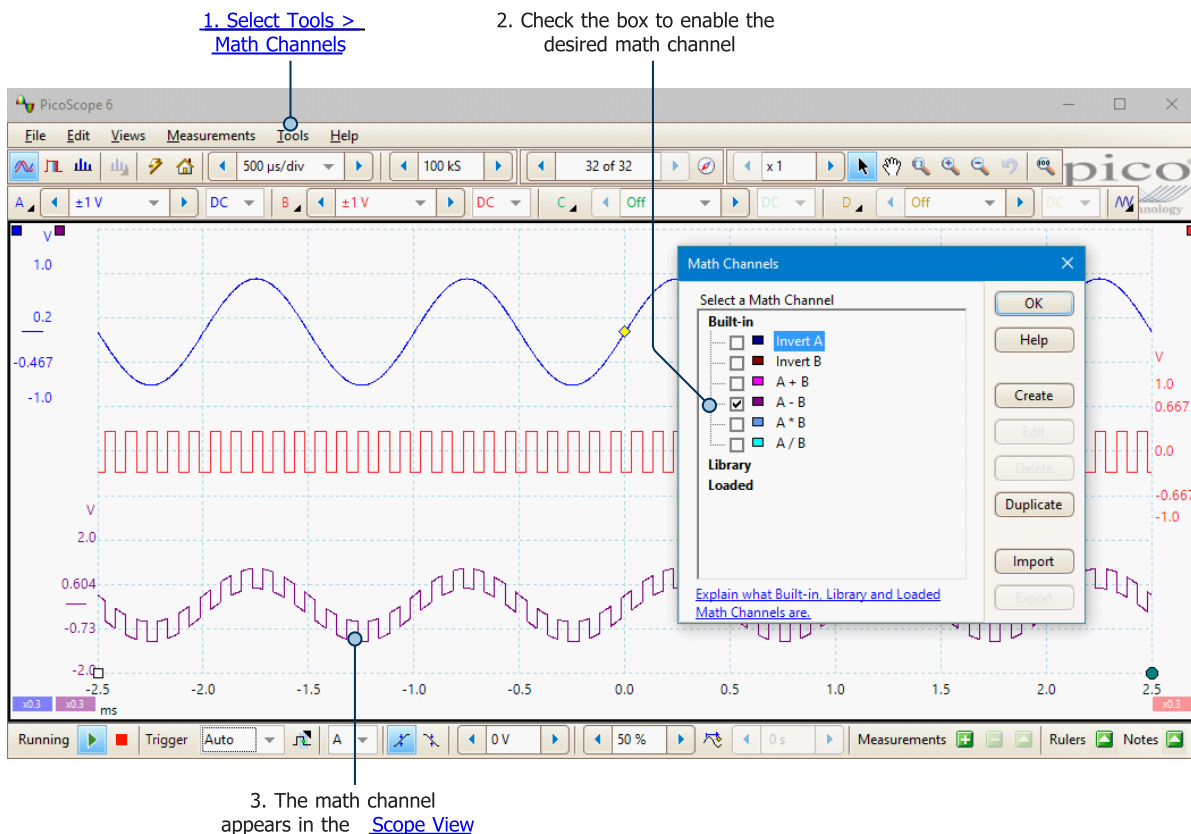 1. Select Tools >
Math Channels
2. Check the box to enable the
desired math channel
PicoScope 6
File Edit Views Measurements Tools Help
500 µs/div 100 kS 32 of 32 x 1
pico
A ±1 V DC B ±1 V DC C Off DC D Off DC
nology
V
1.0
0.2
-0.467
-1.0
V
2.0
0.604
-0.73
-2.0
Math Channels
Select a Math Channel
Built-in
Invert A
Invert B
A + B
A - B
A * B
A / B
Library
Loaded
Explain what Built-in, Library and Loaded
Math Channels are.
OK
Help
Create
Edit
Delete
Duplicate
Import
Export
V
1.0
0.667
0.0
-0.667
-1.0
-2.5 -2.0 -1.5 -1.0 -0.5 0.0 0.5 1.0 1.5 2.0 2.5
x0.3 x0.3 ms x0.3
Running Trigger Auto A 0 V 50 % 0 s Measurements Rulers Notes
3. The math channel
appears in the Scope View